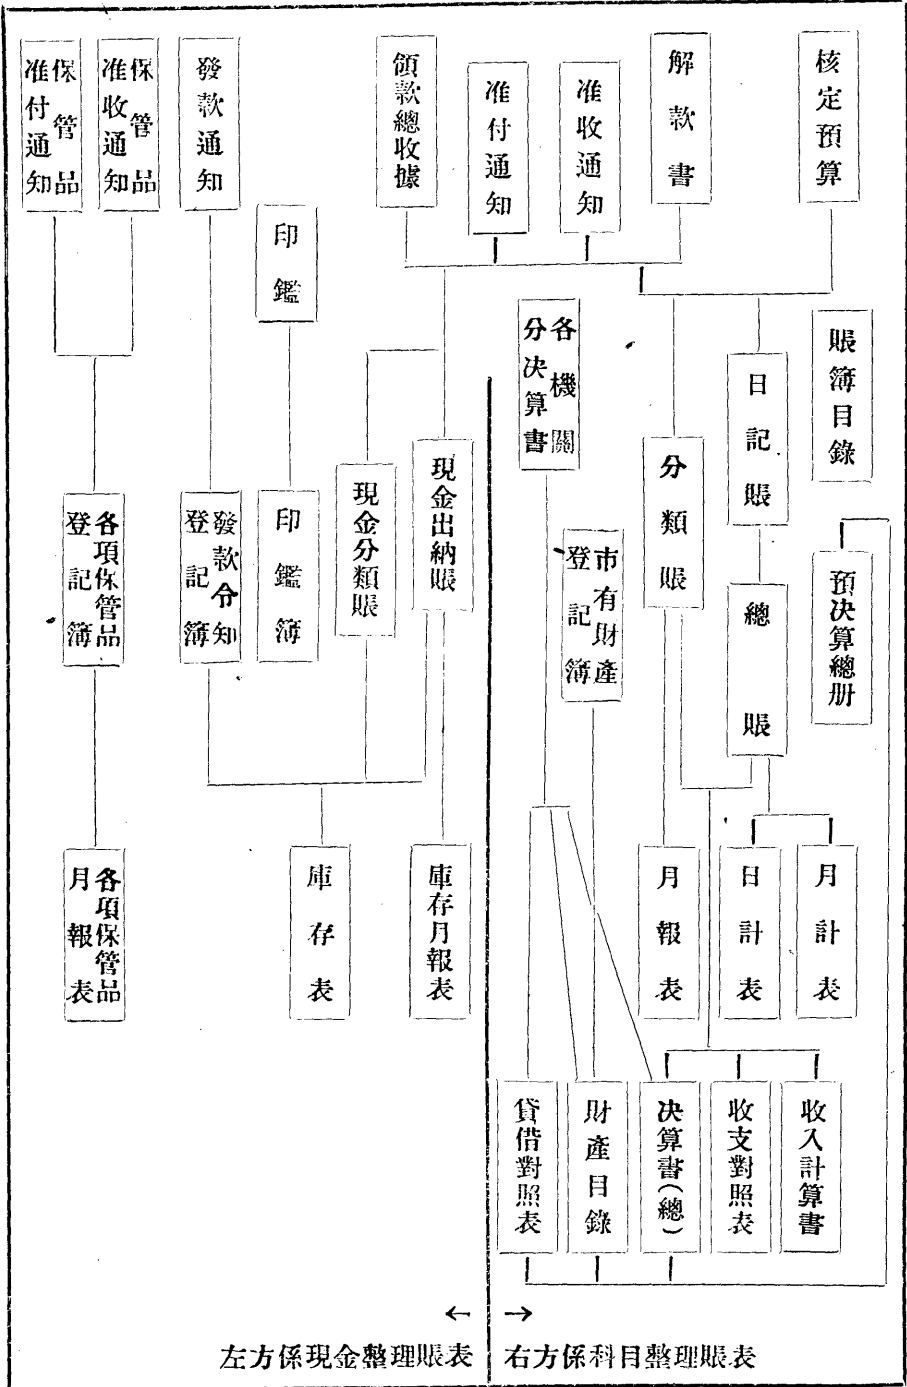 核定預算
解款書
准收通知
准付通知
領款總收據
發款通知
保管品
准收通知
保管品
准付通知
印鑑
賬簿目錄
日記賬
各機關
分决算書
預决算總册
總賬
分類賬
市有財產
登記簿
現金出納賬
現金分類賬
印鑑簿
發款令知
登記簿
各項保管品
登記簿
月計表
日計表
月報表
庫存月報表
庫存表
各項保管品
月報表
收入計算書
收支對照表
决算書(總)
財產目錄
貸借對照表
← →
右方係科目整理賬表
左方係現金整理賬表